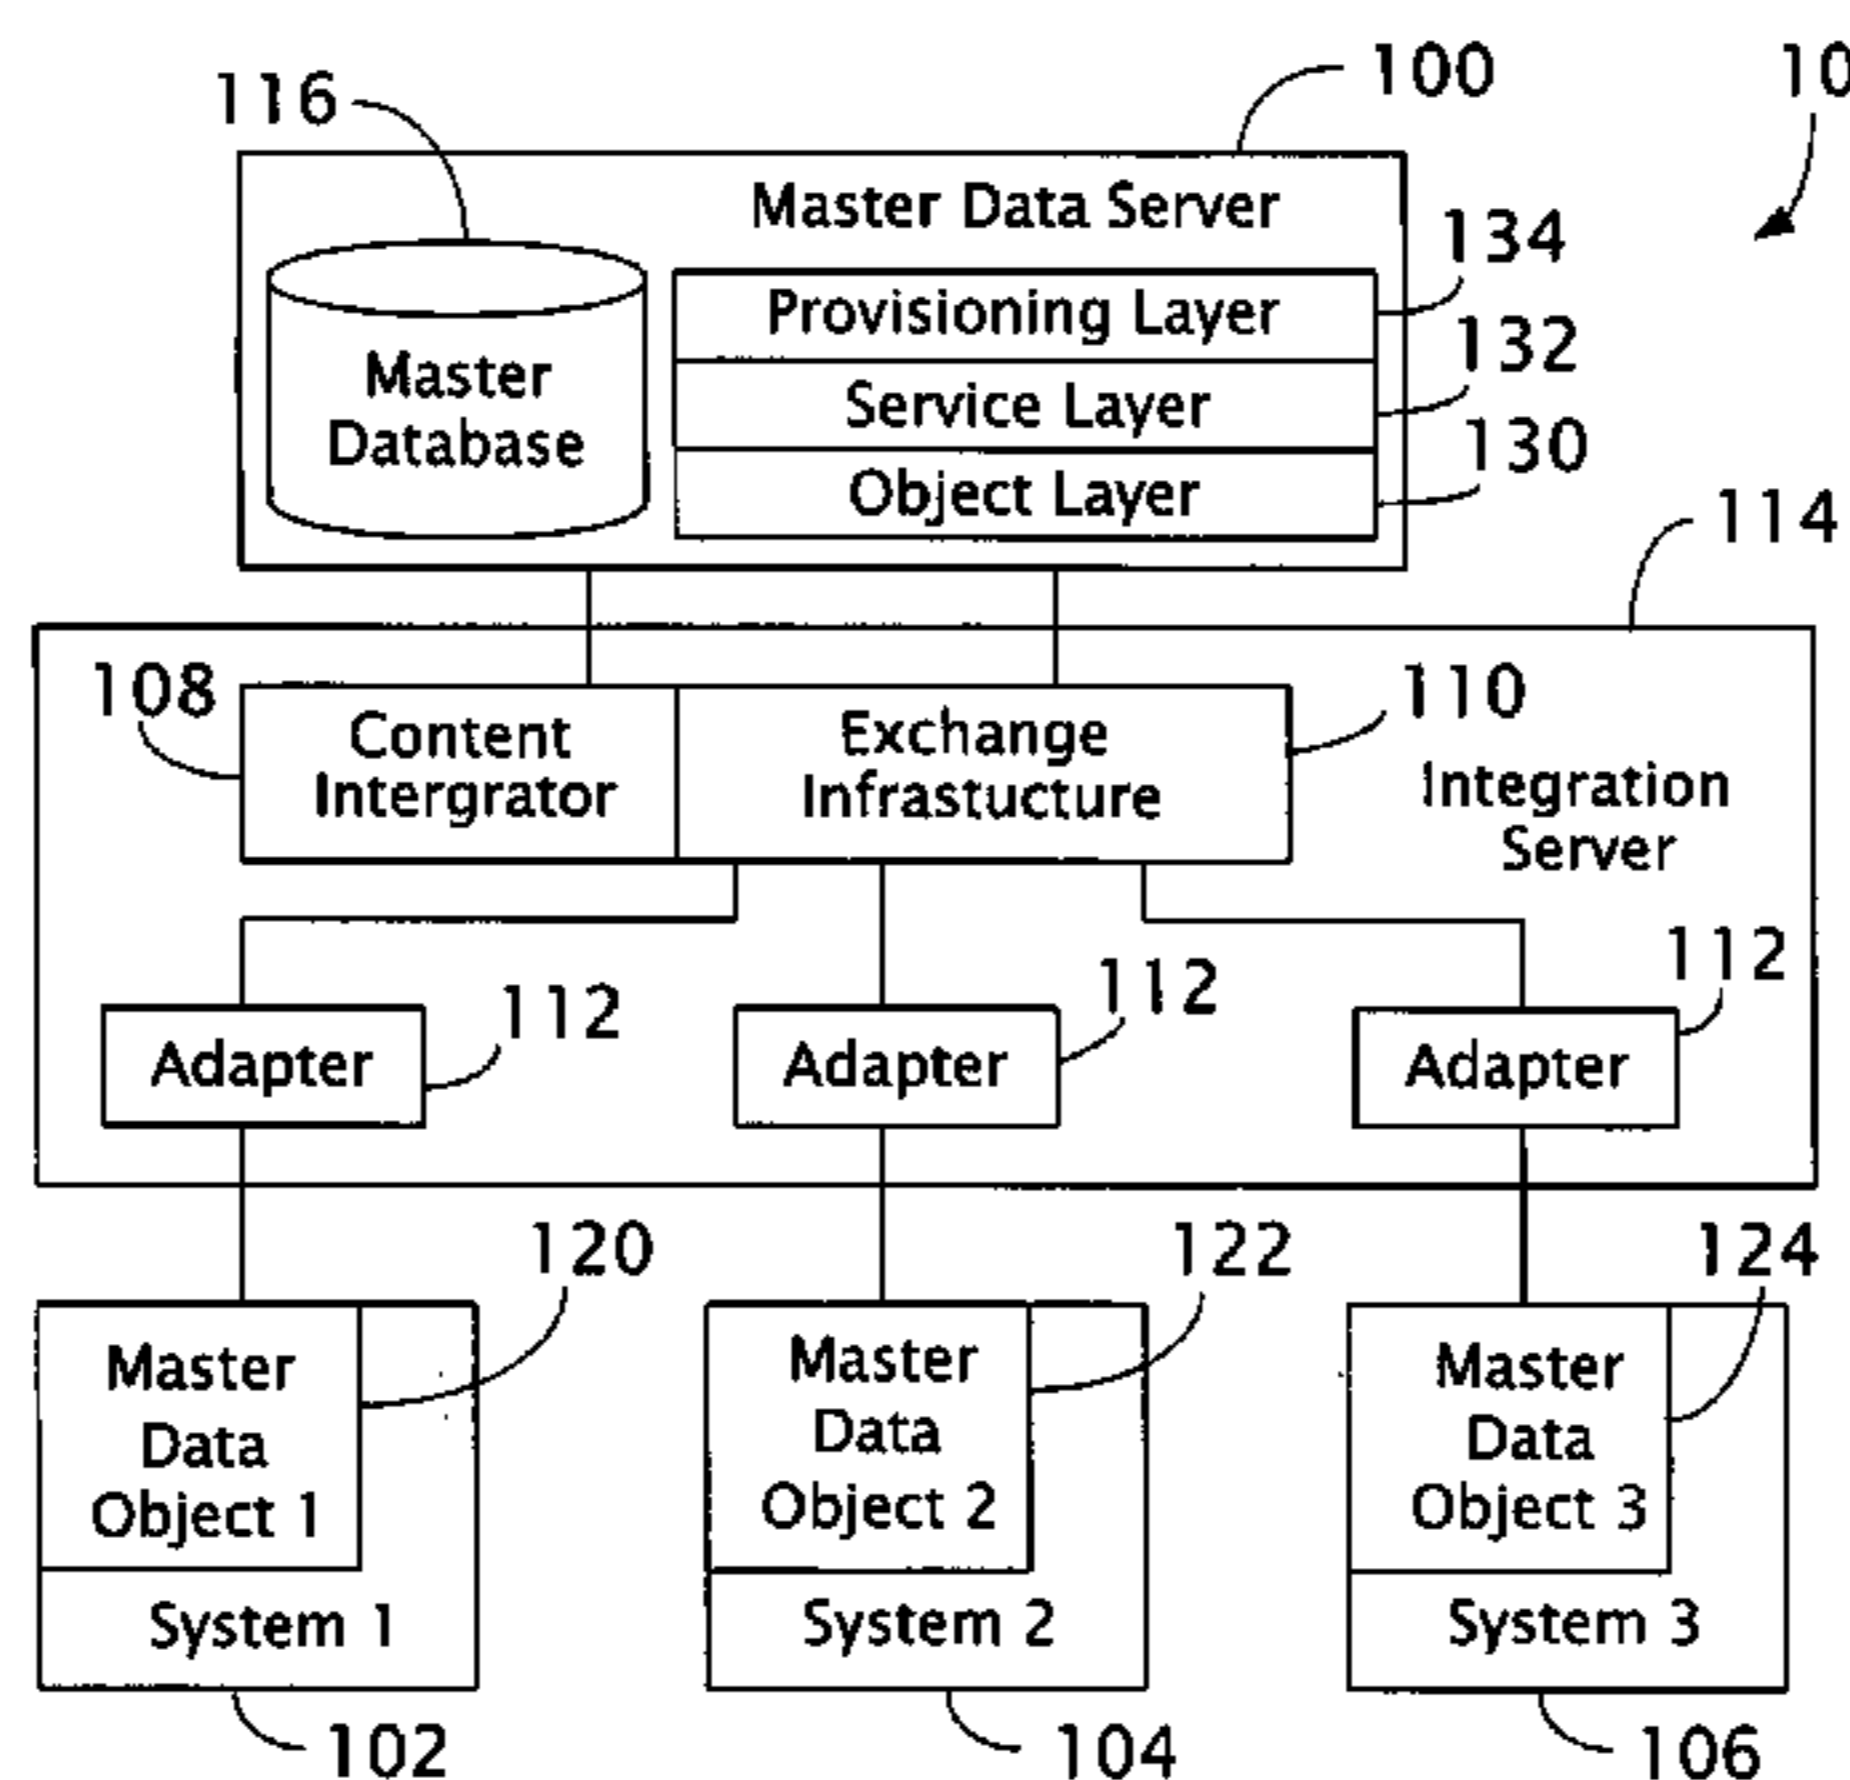 100
10
116
Master Data Server
134
Provisioning Layer
132
Master
Database
Service Layer
130
Object Layer
114
108
110
Content
Intergrator
Exchange
Infrastucture
Integration
Server
112
112
112
Adapter
Adapter
Adapter
120
122
124
Master
Data
Object 1
Master
Data
Object 2
Master
Data
Object 3
System 1
System 2
System 3
102
104
106